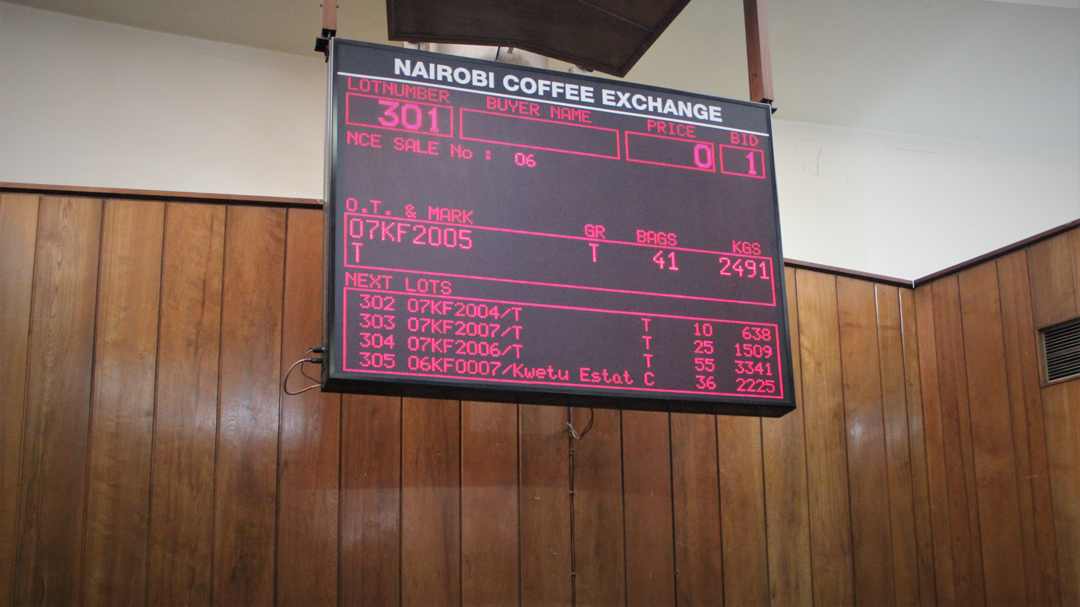 NAIROBI COFFEE EXCHANGE
LOTNUMBER BUYER NAME PRICE BID
301 0 1
NCE SALE No : 06
O.T. & MARK GR BAGS KGS
07KF2005 T 41 2491
T
NEXT LOTS
302 07KF2004/T T 10 638
303 07KF2007/T T 25 1509
304 07KF2006/T T 55 3341
305 06KF0007/Kwetu Estat C 36 2225